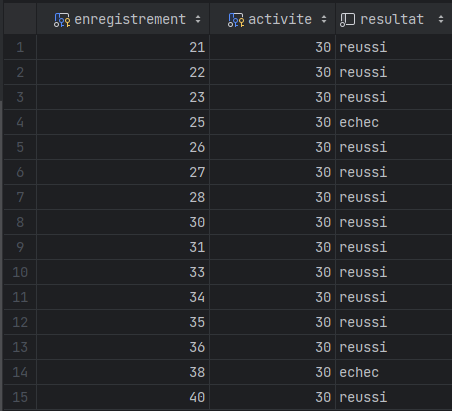 enregistrement activite resultat
1 21 30 reussi
2 22 30 reussi
3 23 30 reussi
4 25 30 echec
5 26 30 reussi
6 27 30 reussi
7 28 30 reussi
8 30 30 reussi
9 31 30 reussi
10 33 30 reussi
11 34 30 reussi
12 35 30 reussi
13 36 30 reussi
14 38 30 echec
15 40 30 reussi